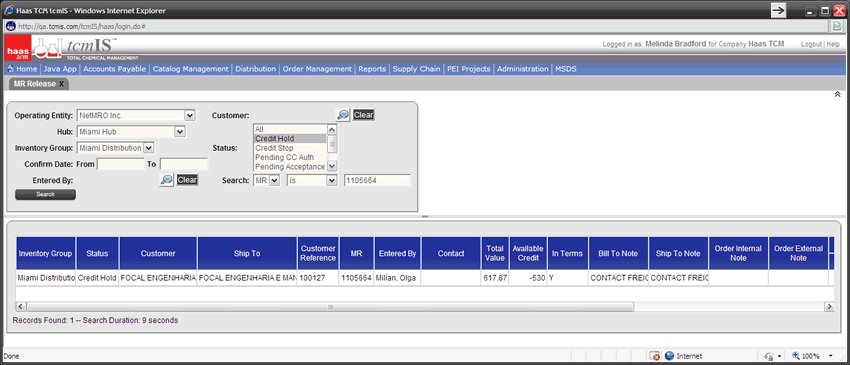 Haas TCM tcmIS - Windows Internet Explorer
http://qa.tcmis.com/tcmIS/haas/login.do#
haas tcm tcmIS™
TOTAL CHEMICAL MANAGEMENT
Logged in as: Melinda Bradford for Company Haas TCM Logout | Help
Home Java App Accounts Payable Catalog Management Distribution Order Management Reports Supply Chain PEI Projects Administration MSDS
MR Release X
Operating Entity: NetMRO Inc. Customer: Clear
Hub: Miami Hub All
Credit Hold
Inventory Group: Miami Distribution Status: Credit Stop
Pending CC Auth
Confirm Date: From To Pending Acceptance
Entered By: Clear Search: MR is 1105664
Search
Inventory Group Status Customer Ship To Customer Reference MR Entered By Contact Total Value Available Credit In Terms Bill To Note Ship To Note Order Internal Note Order External Note
Miami Distributio Credit Hold FOCAL ENGENHARIA FOCAL ENGENHARIA E MAN 100127 1105664 Milian, Olga 617.87 -530 Y CONTACT FREIG CONTACT FREIG
Records Found: 1 -- Search Duration: 9 seconds
Done Internet 100%